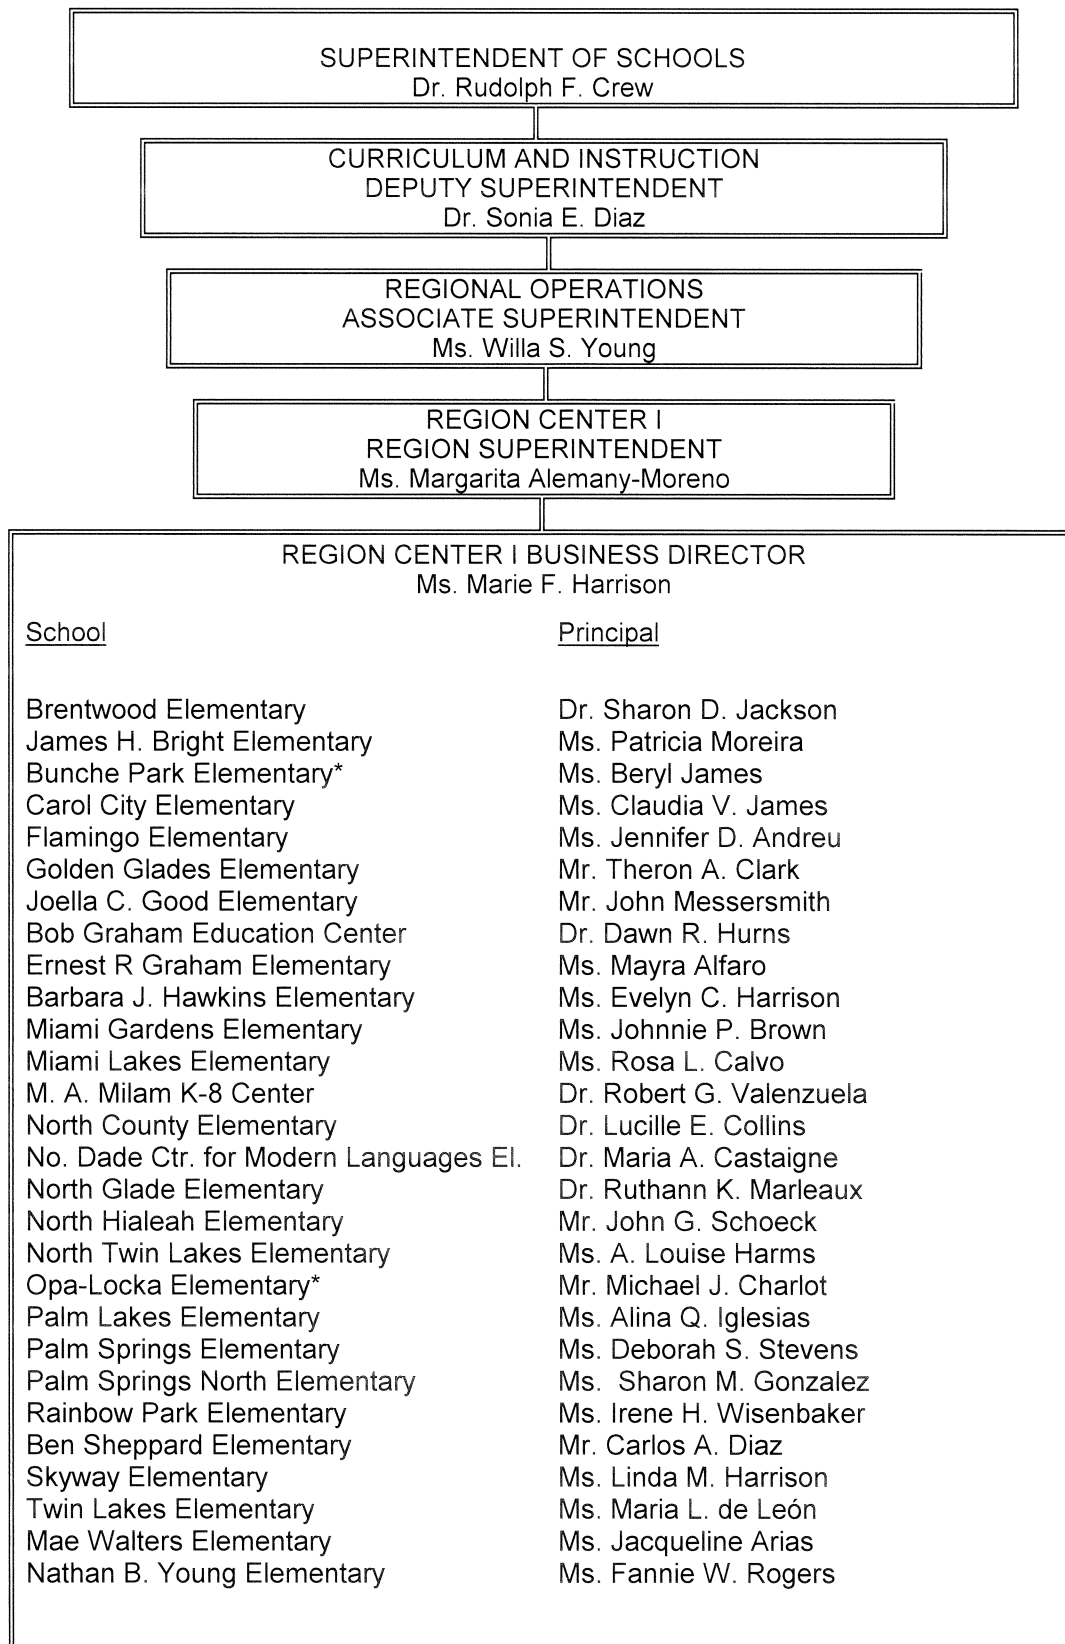 SUPERINTENDENT OF SCHOOLS
Dr. Rudolph F. Crew
CURRICULUM AND INSTRUCTION
DEPUTY SUPERINTENDENT
Dr. Sonia E. Diaz
REGIONAL OPERATIONS
ASSOCIATE SUPERINTENDENT
Ms. Willa S. Young
REGION CENTER I
REGION SUPERINTENDENT
Ms. Margarita Alemany-Moreno
REGION CENTER I BUSINESS DIRECTOR
Ms. Marie F. Harrison
School Principal
Brentwood Elementary Dr. Sharon D. Jackson
James H. Bright Elementary Ms. Patricia Moreira
Bunche Park Elementary* Ms. Beryl James
Carol City Elementary Ms. Claudia V. James
Flamingo Elementary Ms. Jennifer D. Andreu
Golden Glades Elementary Mr. Theron A. Clark
Joella C. Good Elementary Mr. John Messersmith
Bob Graham Education Center Dr. Dawn R. Hurns
Ernest R Graham Elementary Ms. Mayra Alfaro
Barbara J. Hawkins Elementary Ms. Evelyn C. Harrison
Miami Gardens Elementary Ms. Johnnie P. Brown
Miami Lakes Elementary Ms. Rosa L. Calvo
M. A. Milam K-8 Center Dr. Robert G. Valenzuela
North County Elementary Dr. Lucille E. Collins
No. Dade Ctr. for Modern Languages El. Dr. Maria A. Castaigne
North Glade Elementary Dr. Ruthann K. Marleaux
North Hialeah Elementary Mr. John G. Schoeck
North Twin Lakes Elementary Ms. A. Louise Harms
Opa-Locka Elementary* Mr. Michael J. Charlot
Palm Lakes Elementary Ms. Alina Q. Iglesias
Palm Springs Elementary Ms. Deborah S. Stevens
Palm Springs North Elementary Ms. Sharon M. Gonzalez
Rainbow Park Elementary Ms. Irene H. Wisenbaker
Ben Sheppard Elementary Mr. Carlos A. Diaz
Skyway Elementary Ms. Linda M. Harrison
Twin Lakes Elementary Ms. Maria L. de León
Mae Walters Elementary Ms. Jacqueline Arias
Nathan B. Young Elementary Ms. Fannie W. Rogers